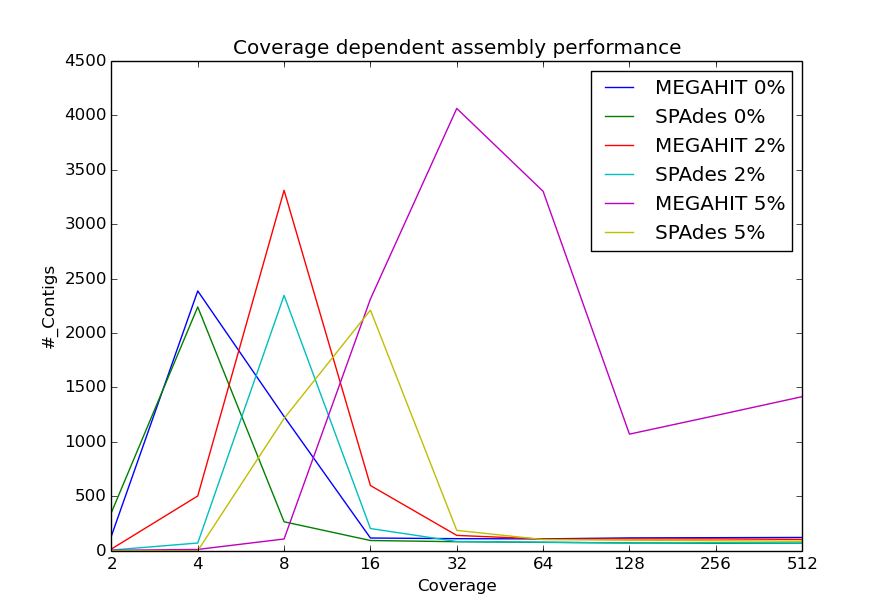 Coverage dependent assembly performance
4500
4000
3500
3000
2500
2000
1500
1000
500
0
#_Contigs
MEGAHIT 0%
SPAdes 0%
MEGAHIT 2%
SPAdes 2%
MEGAHIT 5%
SPAdes 5%
2 4 8 16 32 64 128 256 512
Coverage